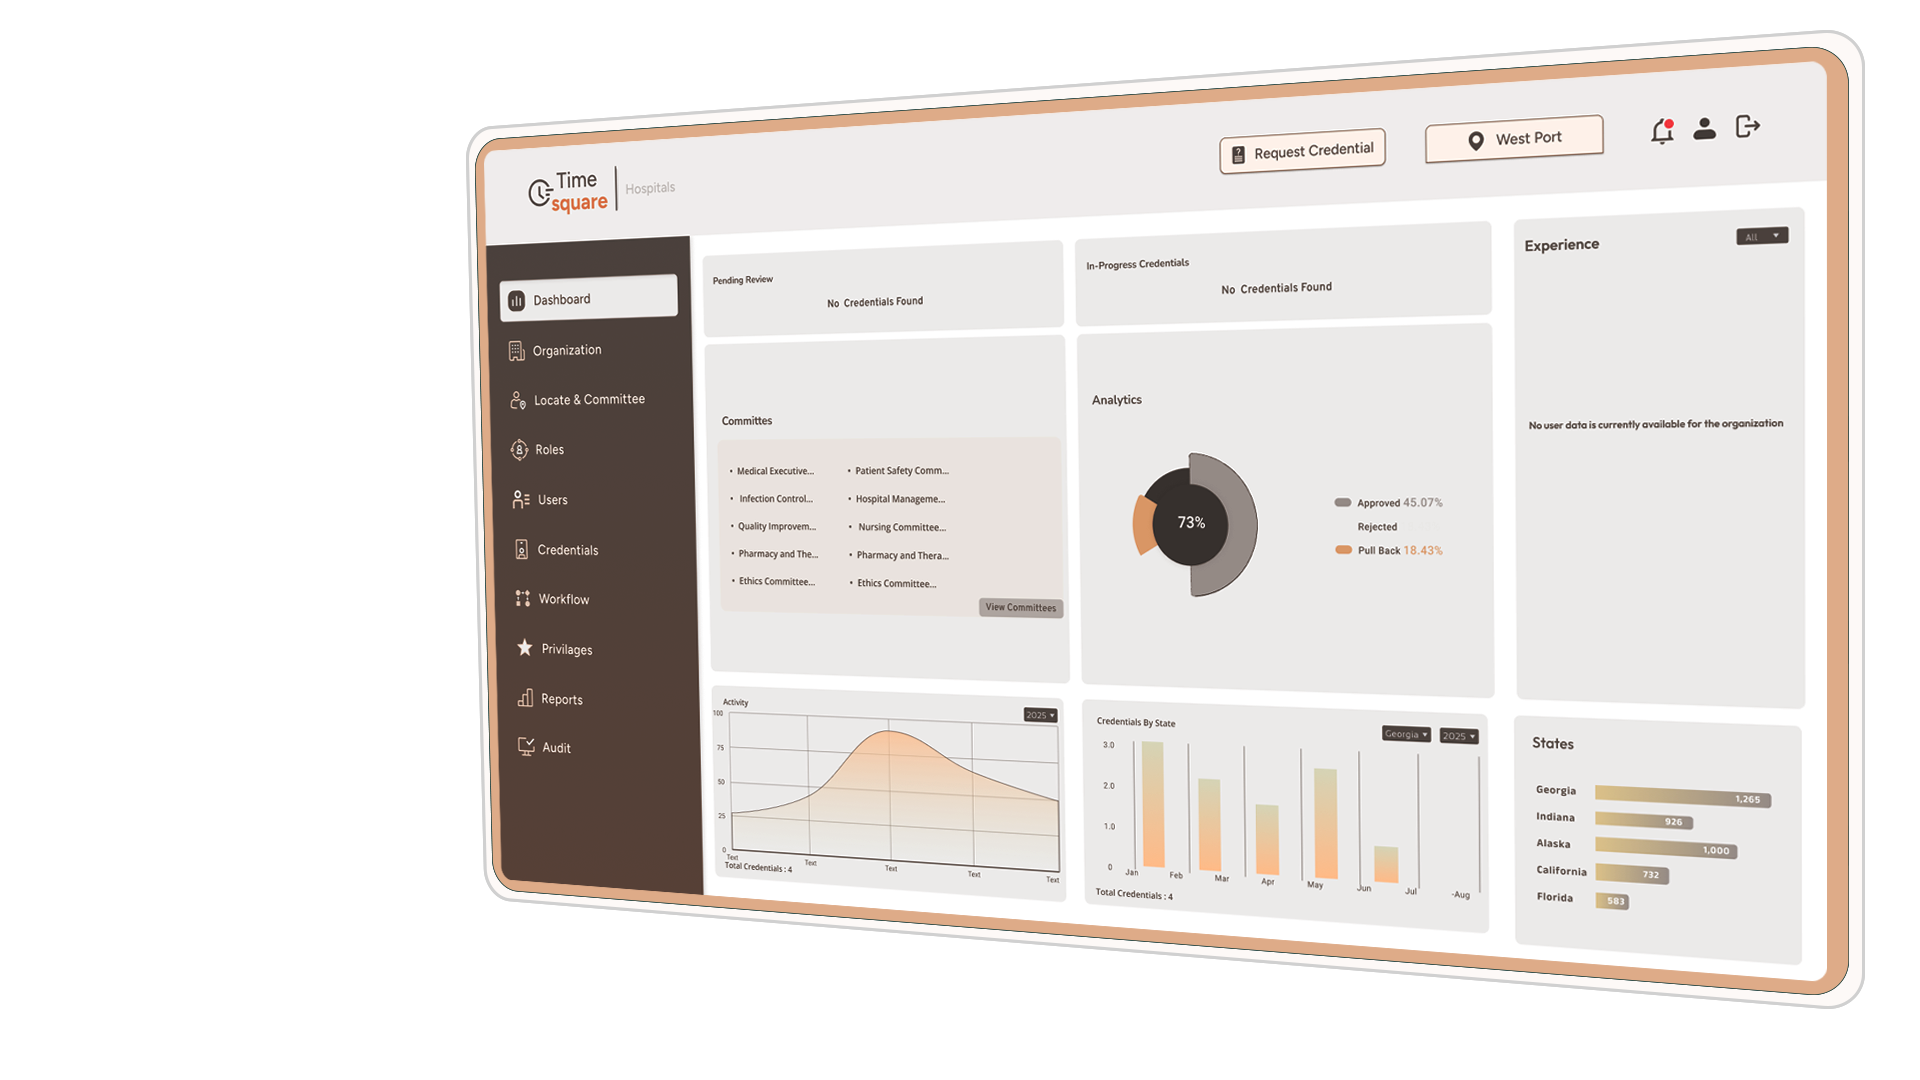 Time
square
Hospitals
Request Credential
West Port
Dashboard
Organization
Locate & Committee
Roles
Users
Credentials
Workflow
Privilages
Reports
Audit
Pending Review
No Credentials Found
In-Progress Credentials
No Credentials Found
Experience
All
No user data is currently available for the organization
Committes
• Medical Executive...
• Patient Safety Comm...
• Infection Control...
• Hospital Manageme...
• Quality Improvem...
• Nursing Committee...
• Pharmacy and The...
• Pharmacy and Thera...
• Ethics Committee...
• Ethics Committee...
View Committees
Analytics
73%
Approved 45.07%
Rejected
Pull Back 18.43%
Activity
2025
100
75
50
25
0
Text
Text
Text
Text
Text
Total Credentials : 4
Credentials By State
Georgia
2025
3.0
2.0
1.0
0
Jan
Feb
Mar
Apr
May
Jun
Jul
-Aug
Total Credentials : 4
States
Georgia 1,265
Indiana 926
Alaska 1,000
California 732
Florida 583